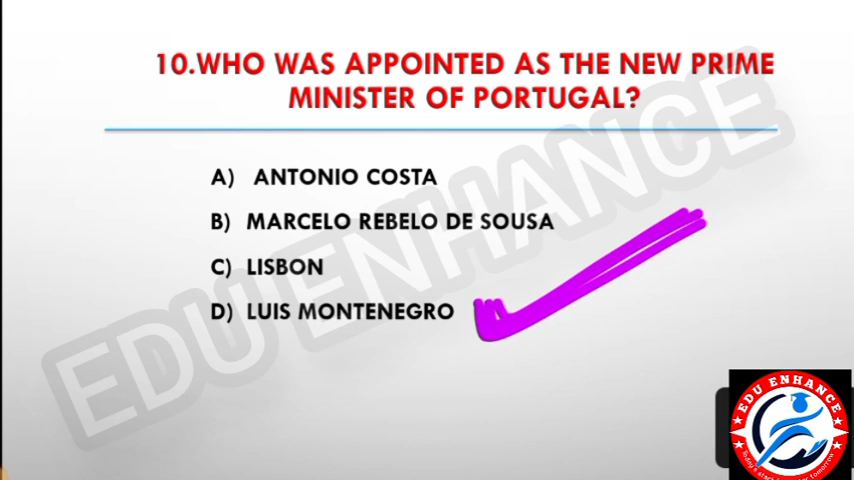 10.WHO WAS APPOINTED AS THE NEW PRIME
MINISTER OF PORTUGAL?
A) ANTONIO COSTA
B) MARCELO REBELO DE SOUSA
C) LISBON
D) LUIS MONTENEGRO
EDU ENHANCE
EDU ENHANCE